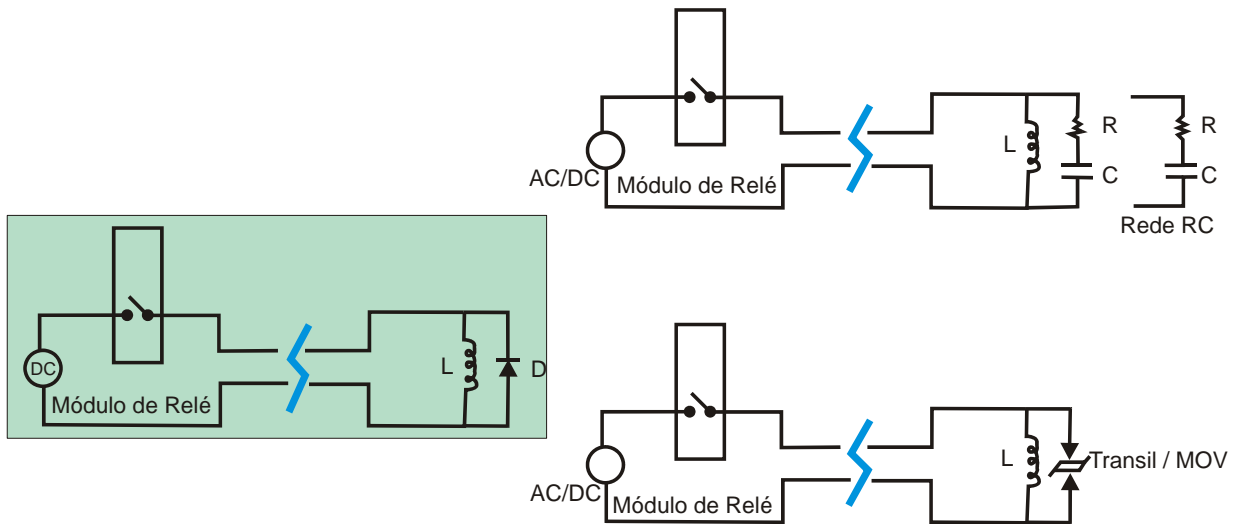 L
R
R
C
C
AC/DC
Módulo de Relé
Rede RC
DC
L
D
Módulo de Relé
L
Transil / MOV
AC/DC
Módulo de Relé